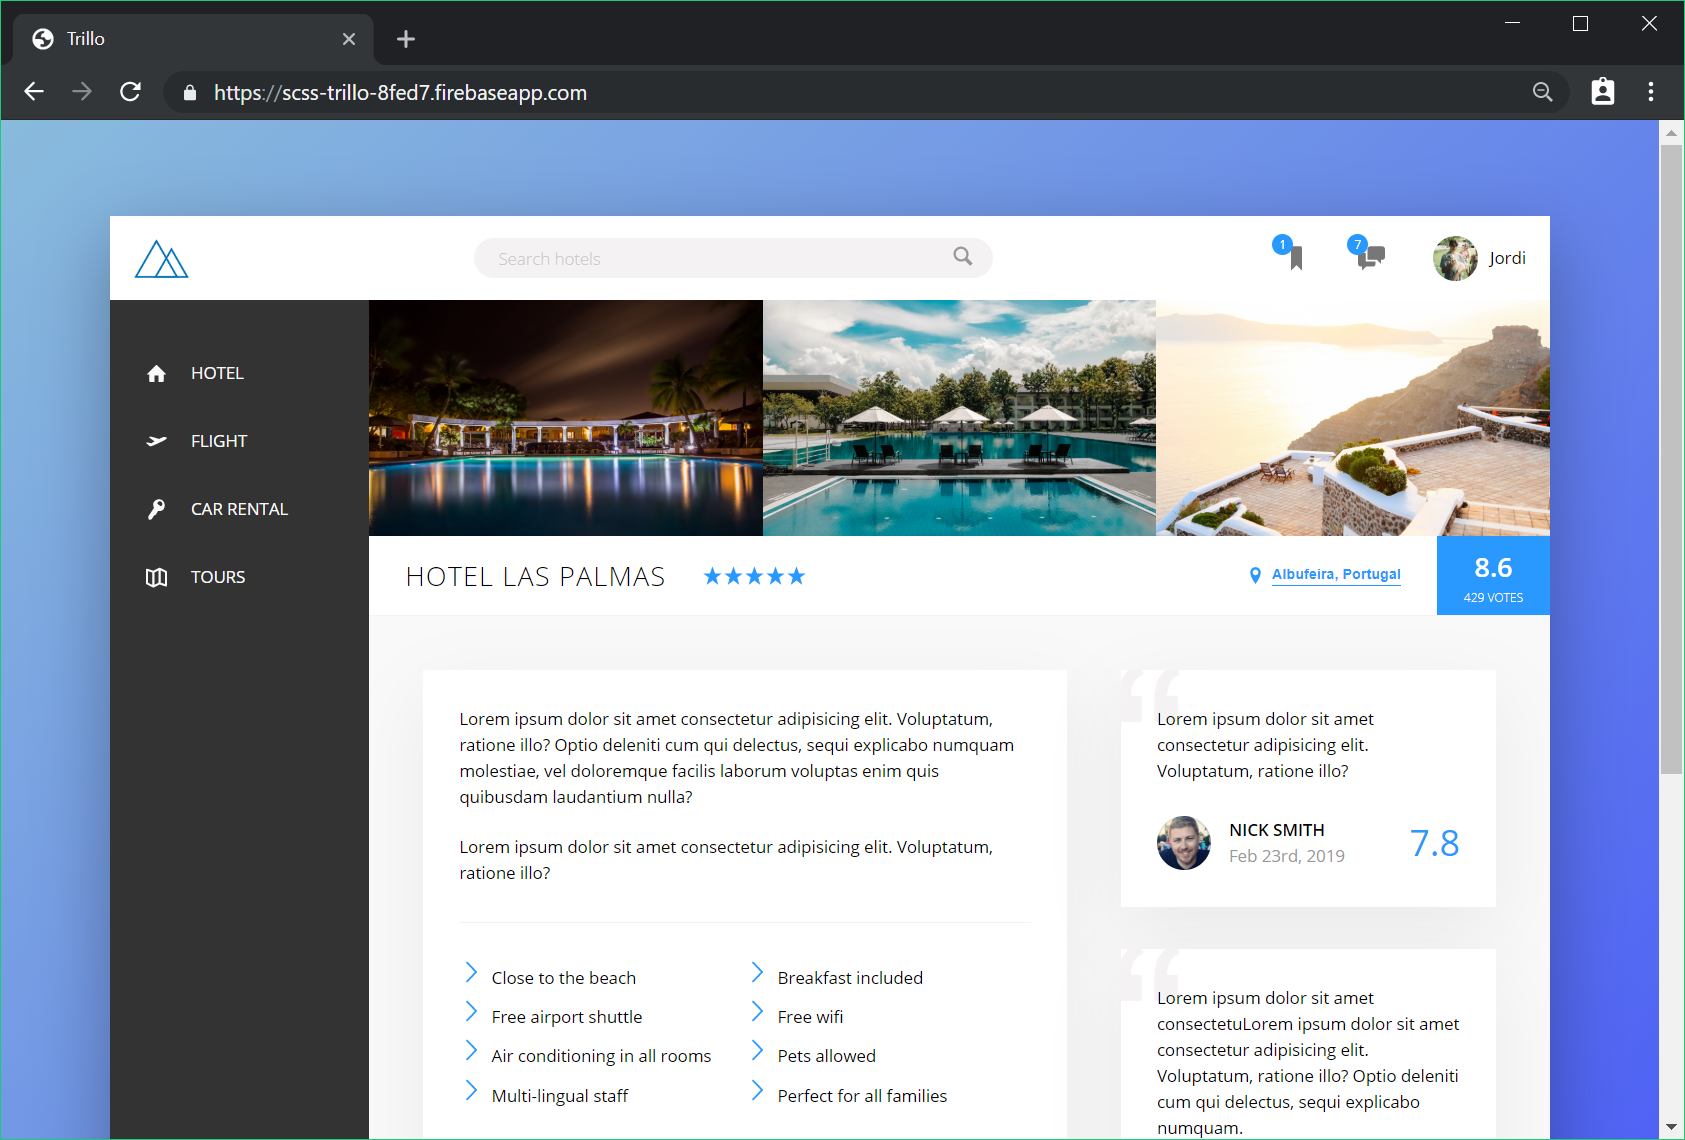 Trillo
https://scss-trillo-8fed7.firebaseapp.com
Search hotels
1
7
Jordi
HOTEL
FLIGHT
CAR RENTAL
TOURS
HOTEL LAS PALMAS
Albufeira, Portugal
8.6
429 VOTES
Lorem ipsum dolor sit amet consectetur adipisicing elit. Voluptatum,
ratione illo? Optio deleniti cum qui delectus, sequi explicabo numquam
molestiae, vel doloremque facilis laborum voluptas enim quis
quibusdam laudantium nulla?
Lorem ipsum dolor sit amet consectetur adipisicing elit. Voluptatum,
ratione illo?
Close to the beach
Breakfast included
Free airport shuttle
Free wifi
Air conditioning in all rooms
Pets allowed
Multi-lingual staff
Perfect for all families
“
Lorem ipsum dolor sit amet
consectetur adipisicing elit.
Voluptatum, ratione illo?
NICK SMITH
Feb 23rd, 2019
7.8
“
Lorem ipsum dolor sit amet
consectetuLorem ipsum dolor sit amet
consectetur adipisicing elit.
Voluptatum, ratione illo? Optio deleniti
cum qui delectus, sequi explicabo
numquam.